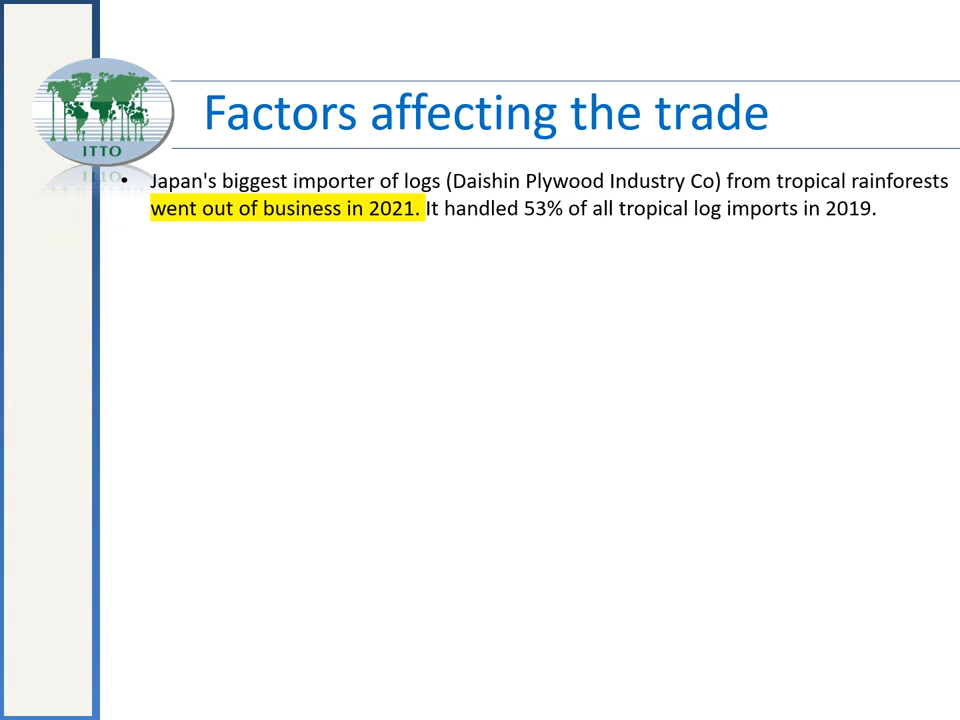 Factors affecting the trade
ITTO
• Japan's biggest importer of logs (Daishin Plywood Industry Co) from tropical rainforests
went out of business in 2021. It handled 53% of all tropical log imports in 2019.